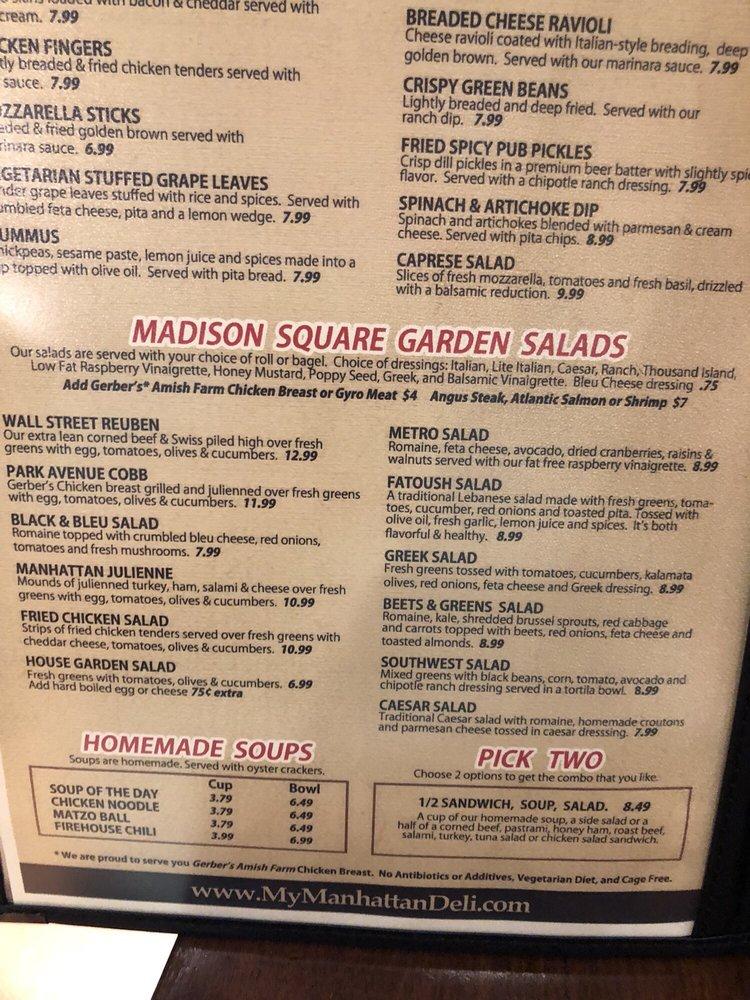 loaded with bacon & cheddar served with
cream. 7.99
CKEN FINGERS
tly breaded & fried chicken tenders served with
sauce. 7.99
ZZARELLA STICKS
aded & fried golden brown served with
rinara sauce. 6.99
GETARIAN STUFFED GRAPE LEAVES
nder grape leaves stuffed with rice and spices. Served with
umbled feta cheese, pita and a lemon wedge. 7.99
UMMUS
hickpeas, sesame paste, lemon juice and spices made into a
p topped with olive oil. Served with pita bread. 7.99
BREADED CHEESE RAVIOLI
Cheese ravioli coated with Italian-style breading, deep
golden brown. Served with our marinara sauce. 7.99
CRISPY GREEN BEANS
Lightly breaded and deep fried. Served with our
ranch dip. 7.99
FRIED SPICY PUB PICKLES
Crisp dill pickles in a premium beer batter with slightly spic
flavor. Served with a chipotle ranch dressing. 7.99
SPINACH & ARTICHOKE DIP
Spinach and artichokes blended with parmesan & cream
cheese. Served with pita chips. 8.99
CAPRESE SALAD
Slices of fresh mozzarella, tomatoes and fresh basil, drizzled
with a balsamic reduction. 9.99
MADISON SQUARE GARDEN SALADS
Our salads are served with your choice of roll or bagel. Choice of dressings: Italian, Lite Italian, Caesar, Ranch, Thousand Island,
Low Fat Raspberry Vinaigrette, Honey Mustard, Poppy Seed, Greek, and Balsamic Vinaigrette. Bleu Cheese dressing .75
Add Gerber's* Amish Farm Chicken Breast or Gyro Meat $4 Angus Steak, Atlantic Salmon or Shrimp $7
WALL STREET REUBEN
Our extra lean corned beef & Swiss piled high over fresh
greens with egg, tomatoes, olives & cucumbers. 12.99
PARK AVENUE COBB
Gerber's Chicken breast grilled and julienned over fresh greens
with egg, tomatoes, olives & cucumbers. 11.99
BLACK & BLEU SALAD
Romaine topped with crumbled bleu cheese, red onions,
tomatoes and fresh mushrooms. 7.99
MANHATTAN JULIENNE
Mounds of julienned turkey, ham, salami & cheese over fresh
greens with egg, tomatoes, olives & cucumbers. 10.99
FRIED CHICKEN SALAD
Strips of fried chicken tenders served over fresh greens with
cheddar cheese, tomatoes, olives & cucumbers. 10.99
HOUSE GARDEN SALAD
Fresh greens with tomatoes, olives & cucumbers. 6.99
Add hard boiled egg or cheese 75¢ extra
METRO SALAD
Romaine, feta cheese, avocado, dried cranberries, raisins &
walnuts served with our fat free raspberry vinaigrette. 8.99
FATOUSH SALAD
A traditional Lebanese salad made with fresh greens, toma-
toes, cucumber, red onions and toasted pita. Tossed with
olive oil, fresh garlic, lemon juice and spices. It's both
flavorful & healthy. 8.99
GREEK SALAD
Fresh greens tossed with tomatoes, cucumbers, kalamata
olives, red onions, feta cheese and Greek dressing. 8.99
BEETS & GREENS SALAD
Romaine, kale, shredded brussel sprouts, red cabbage
and carrots topped with beets, red onions, feta cheese and
toasted almonds. 8.99
SOUTHWEST SALAD
Mixed greens with black beans, corn, tomato, avocado and
chipotle ranch dressing served in a tortila bowl. 8.99
CAESAR SALAD
Traditional Caesar salad with romaine, homemade croutons
and parmesan cheese tossed in caesar dresssing. 7.99
HOMEMADE SOUPS
Soups are homemade. Served with oyster crackers.
Cup Bowl
SOUP OF THE DAY 3.79 6.49
CHICKEN NOODLE 3.79 6.49
MATZO BALL 3.79 6.49
FIREHOUSE CHILI 3.99 6.99
PICK TWO
Choose 2 options to get the combo that you like.
1/2 SANDWICH, SOUP, SALAD. 8.49
A cup of our homemade soup, a side salad or a
half of a corned beef, pastrami, honey ham, roast beef,
salami, turkey, tuna salad or chicken salad sandwich.
* We are proud to serve you Gerber's Amish Farm Chicken Breast. No Antibiotics or Additives, Vegetarian Diet, and Cage Free.
www.MyManhattanDeli.com